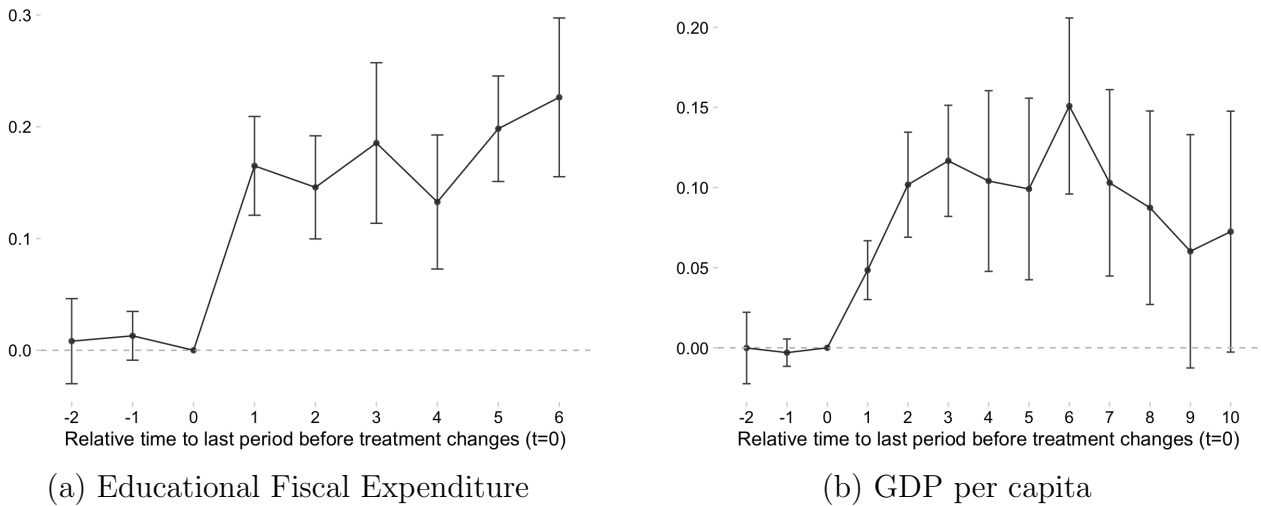 0.3
0.2
0.1
0.0
-2 -1 0 1 2 3 4 5 6
Relative time to last period before treatment changes (t=0)
(a) Educational Fiscal Expenditure
0.20
0.15
0.10
0.05
0.00
-2 -1 0 1 2 3 4 5 6 7 8 9 10
Relative time to last period before treatment changes (t=0)
(b) GDP per capita